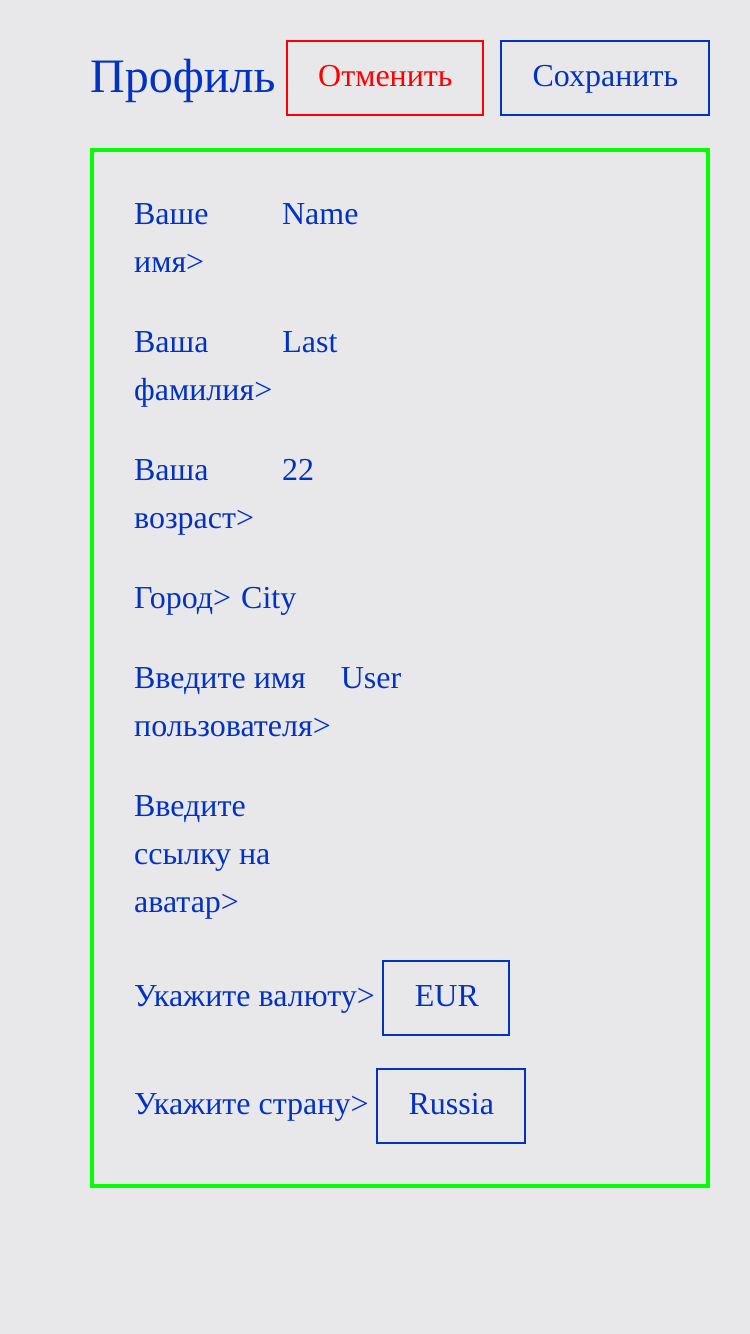 Профиль Отменить Сохранить
Ваше Name
имя>
Ваша Last
фамилия>
Ваша 22
возраст>
Город> City
Введите имя User
пользователя>
Введите
ссылку на
аватар>
Укажите валюту> EUR
Укажите страну> Russia